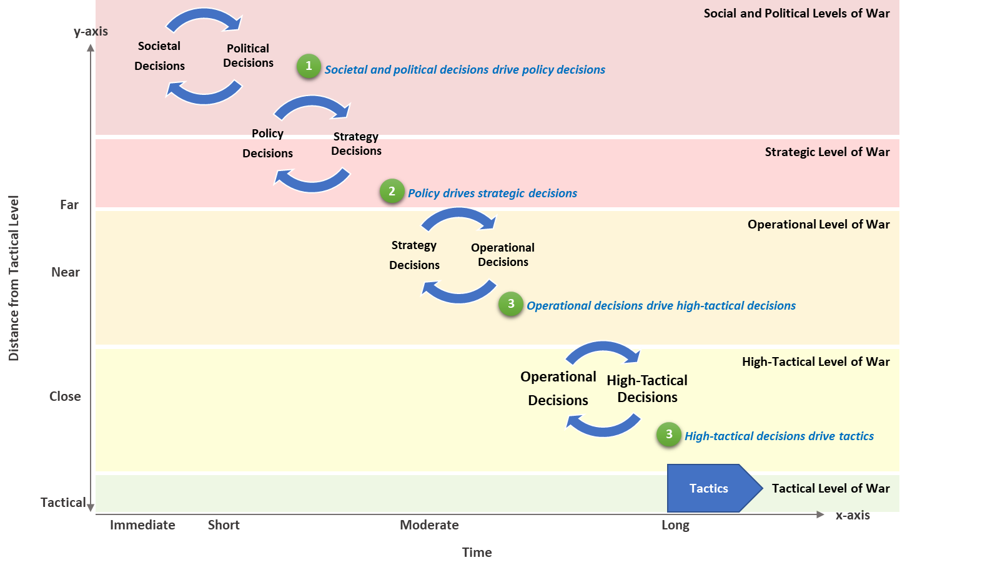 Social and Political Levels of War
y-axis
Societal
Decisions
Political
Decisions
1
Societal and political decisions drive policy decisions
Policy
Decisions
Strategy
Decisions
Strategic Level of War
2
Policy drives strategic decisions
Far
Operational Level of War
Strategy
Decisions
Operational
Decisions
Near
3
Operational decisions drive high-tactical decisions
Distance from Tactical Level
High-Tactical Level of War
Operational
Decisions
High-Tactical
Decisions
Close
3
High-tactical decisions drive tactics
Tactics
Tactical Level of War
Tactical
x-axis
Immediate
Short
Moderate
Long
Time